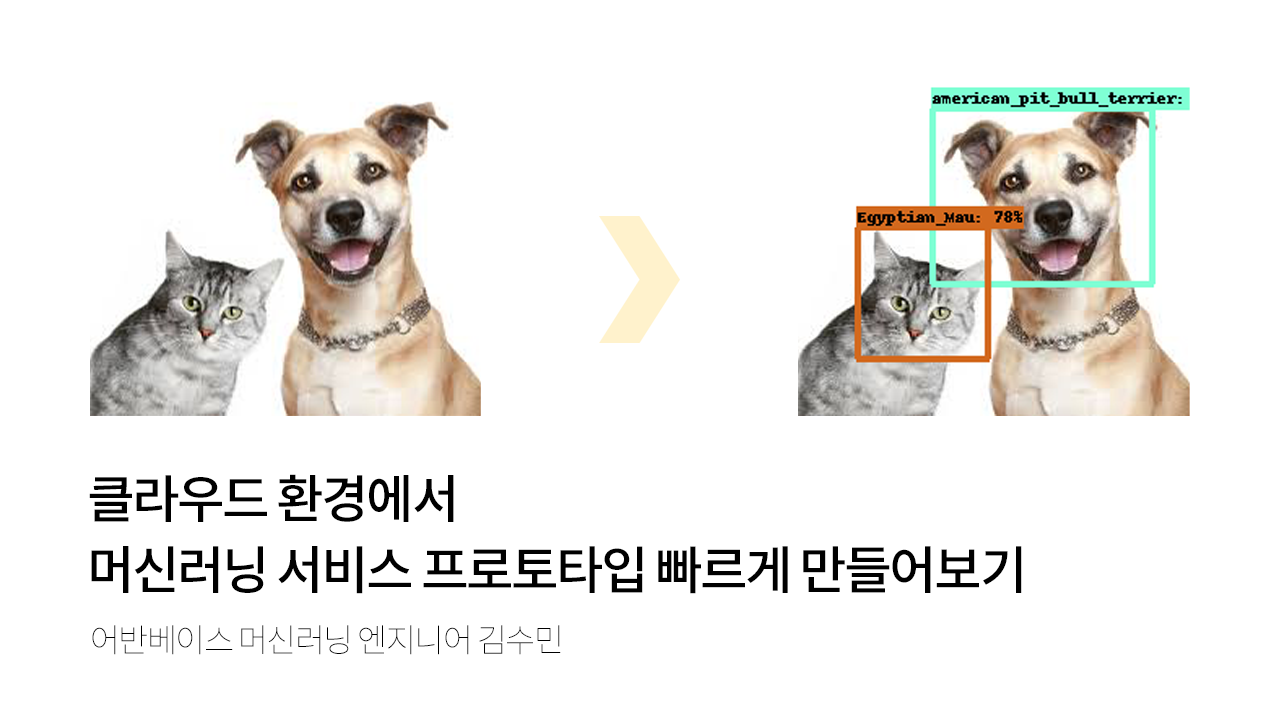 american_pit_bull_terrier:
Egyptian_Mau: 78%
클라우드 환경에서
머신러닝 서비스 프로토타입 빠르게 만들어보기
어반베이스 머신러닝 엔지니어 김수민